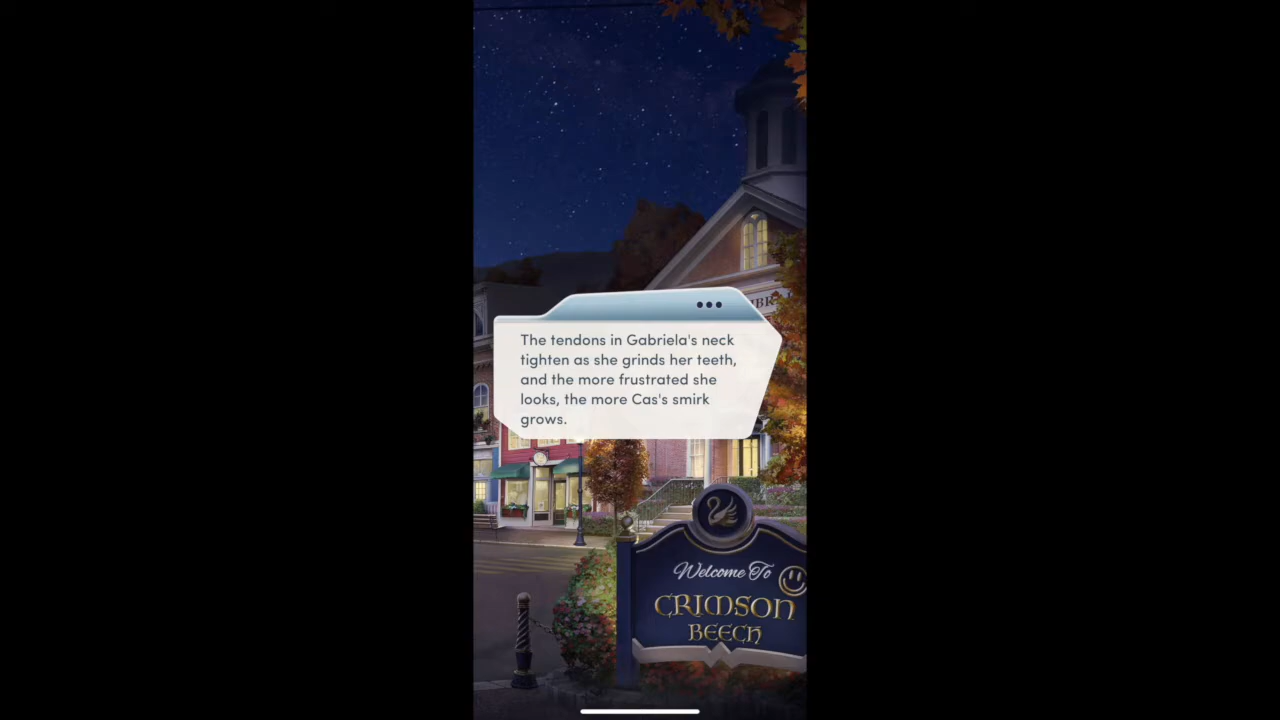 IBR
The tendons in Gabriela's neck
tighten as she grinds her teeth,
and the more frustrated she
looks, the more Cas's smirk
grows.
Welcome To
CRIMSON
BEECH